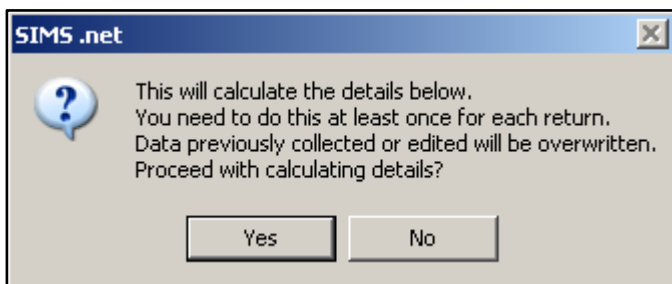 SIMS .net
This will calculate the details below.
You need to do this at least once for each return.
Data previously collected or edited will be overwritten.
Proceed with calculating details?
Yes
No